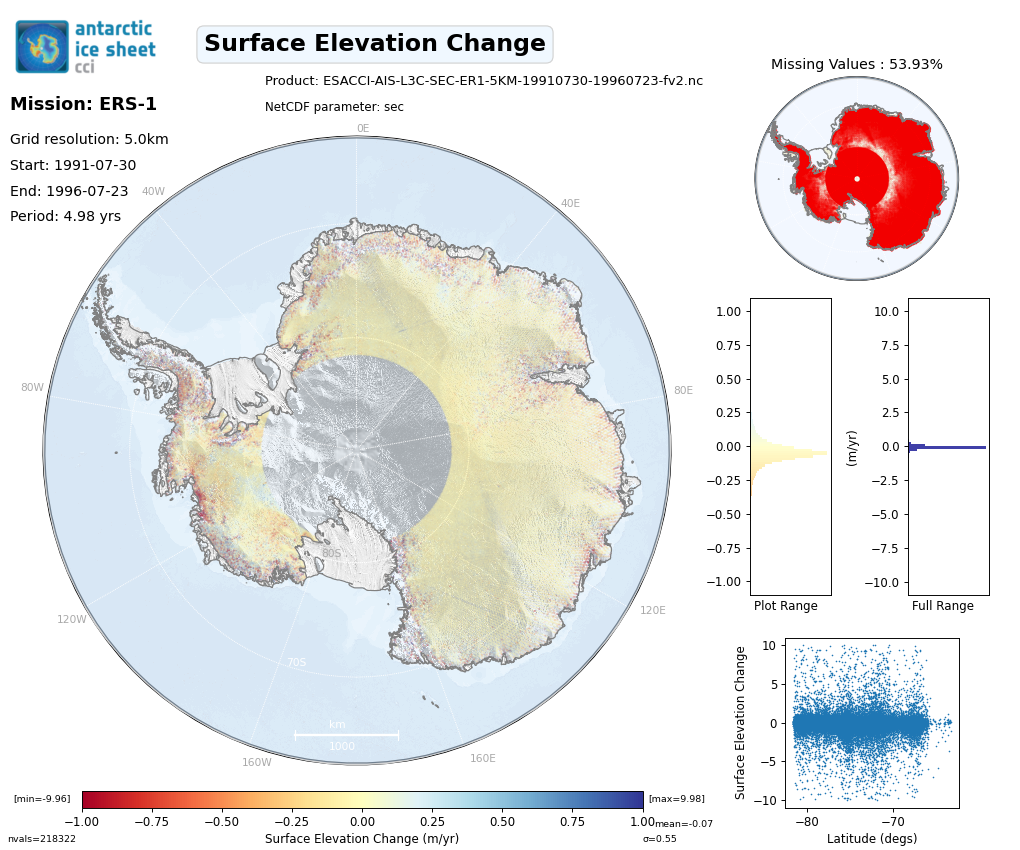 antarctic
ice sheet
cci
Surface Elevation Change
Product: ESACCI-AIS-L3C-SEC-ER1-5KM-19910730-19960723-fv2.nc
NetCDF parameter: sec
Mission: ERS-1
Grid resolution: 5.0km
Start: 1991-07-30
End: 1996-07-23
Period: 4.98 yrs
0E
40E
80E
120E
160E
160W
120W
80W
40W
80S
70S
km
1000
Missing Values : 53.93%
1.00
0.75
0.50
0.25
0.00
−0.25
−0.50
−0.75
−1.00
Plot Range
(m/yr)
10.0
7.5
5.0
2.5
0.0
−2.5
−5.0
−7.5
−10.0
Full Range
Surface Elevation Change
10
5
0
−5
−10
−80 −70
Latitude (degs)
[min=-9.96] [max=9.98]
−1.00 −0.75 −0.50 −0.25 0.00 0.25 0.50 0.75 1.00
mean=-0.07
nvals=218322 Surface Elevation Change (m/yr) σ=0.55